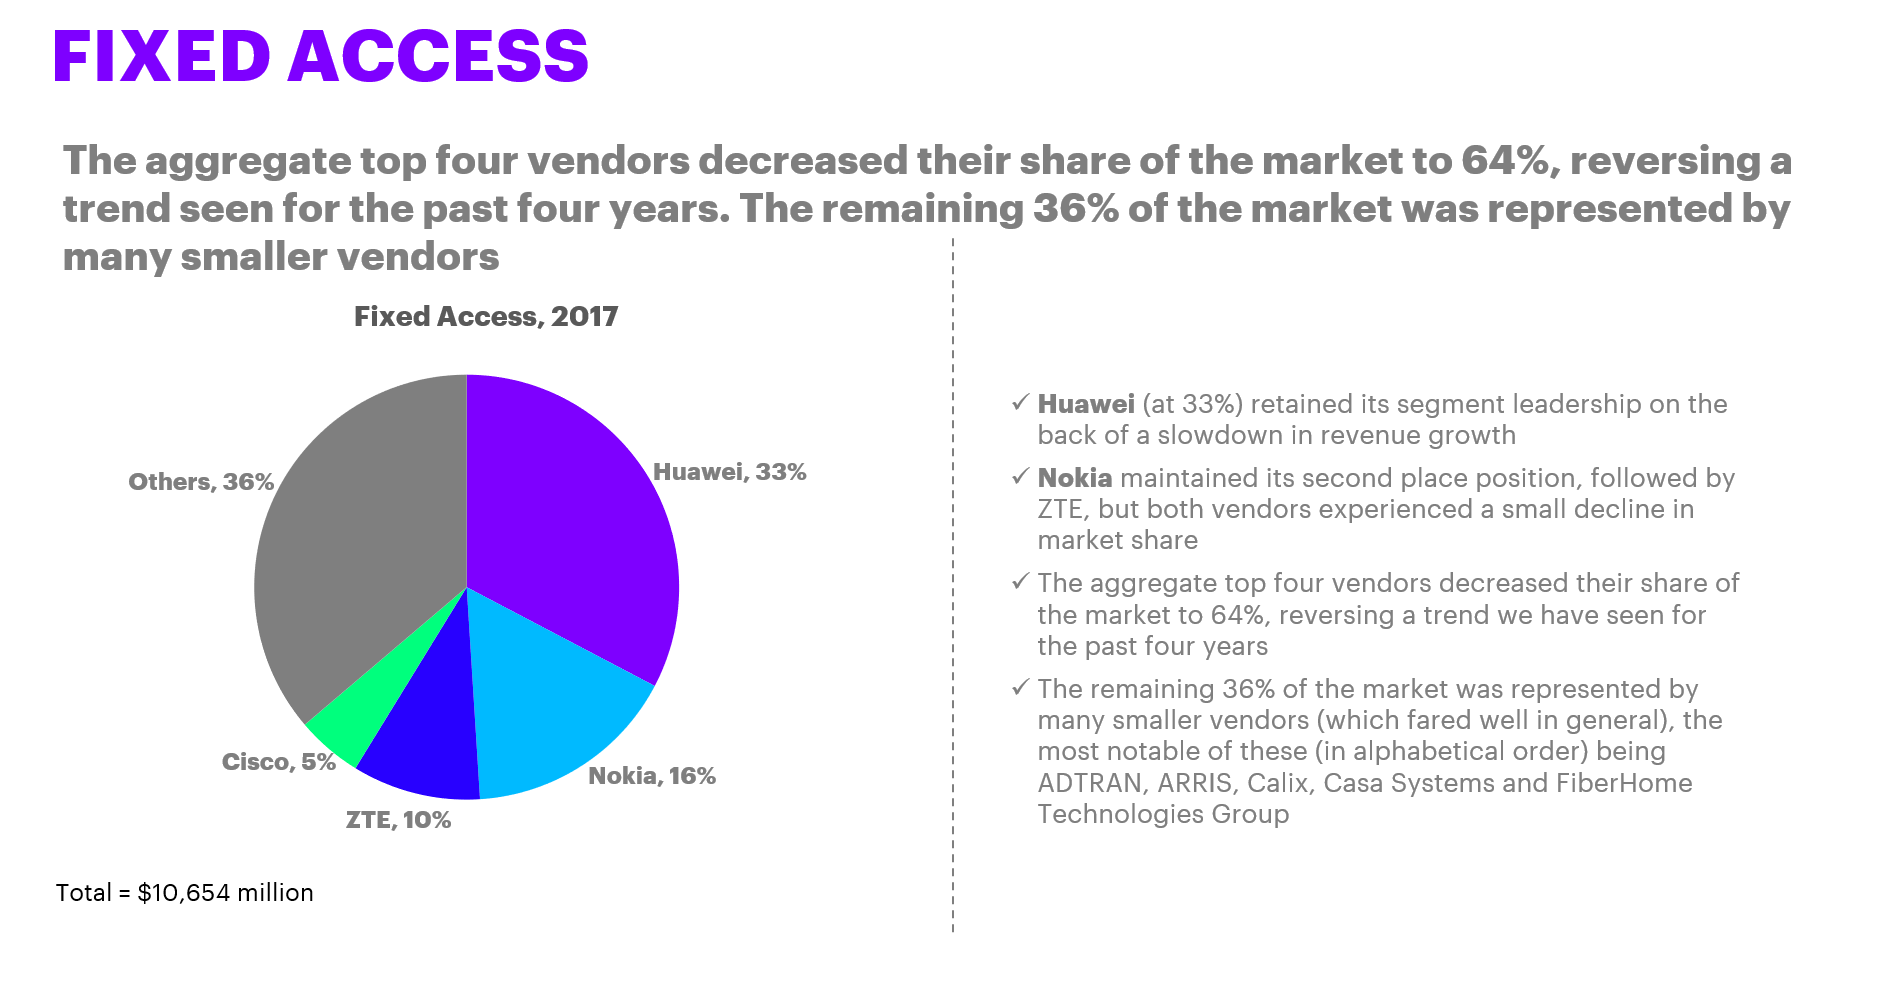 FIXED ACCESS
The aggregate top four vendors decreased their share of the market to 64%, reversing a
trend seen for the past four years. The remaining 36% of the market was represented by
many smaller vendors
Fixed Access, 2017
Others, 36%
Huawei, 33%
Cisco, 5%
Nokia, 16%
ZTE, 10%
Total = $10,654 million
✓ Huawei (at 33%) retained its segment leadership on the
back of a slowdown in revenue growth
✓ Nokia maintained its second place position, followed by
ZTE, but both vendors experienced a small decline in
market share
✓ The aggregate top four vendors decreased their share of
the market to 64%, reversing a trend we have seen for
the past four years
✓ The remaining 36% of the market was represented by
many smaller vendors (which fared well in general), the
most notable of these (in alphabetical order) being
ADTRAN, ARRIS, Calix, Casa Systems and FiberHome
Technologies Group